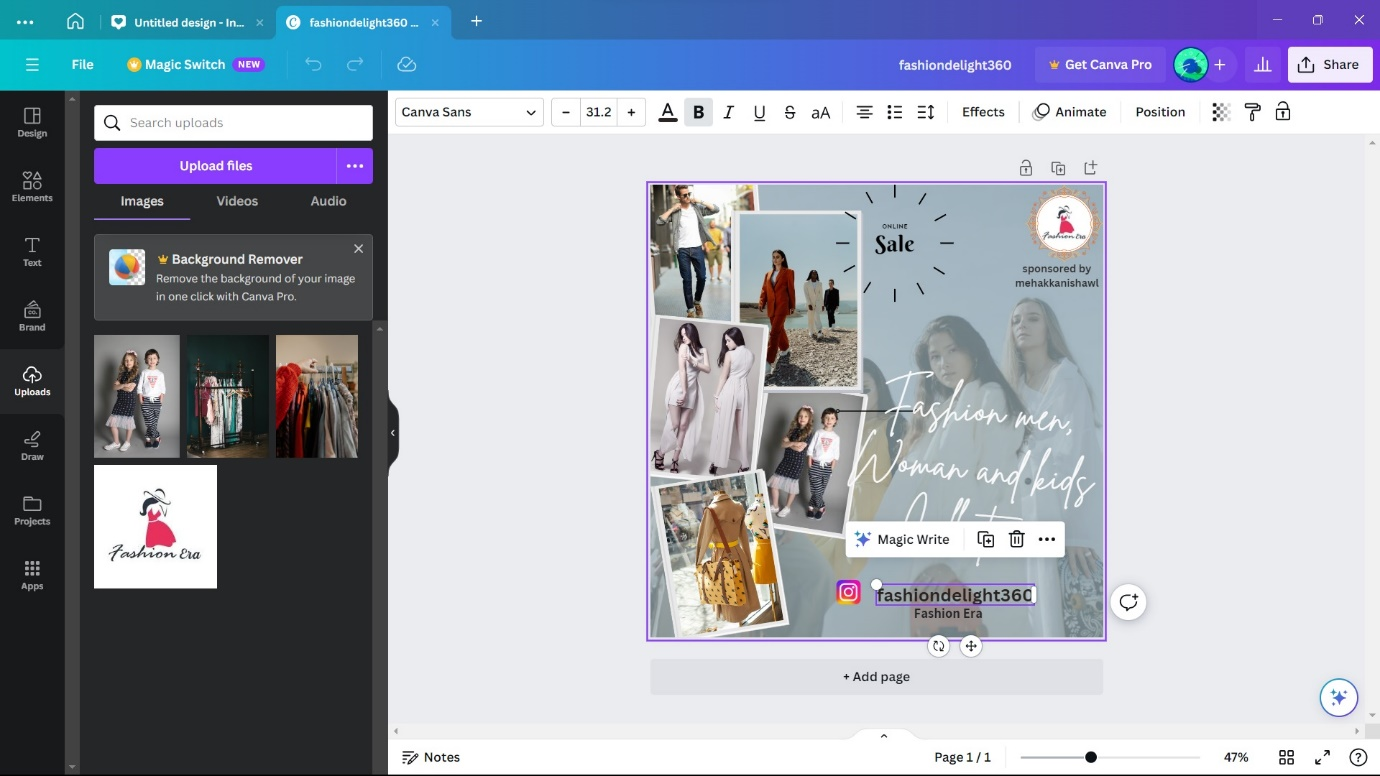 Untitled design - In...
fashiondelight360 ...
File
Magic Switch
NEW
fashiondelight360
Get Canva Pro
Share
Design
Elements
Text
Brand
Uploads
Draw
Projects
Apps
Search uploads
Upload files
Images
Videos
Audio
Background Remover
Remove the background of your image
in one click with Canva Pro.
Fashion Era
Canva Sans
31.2
A
B
I
U
S
aA
Effects
Animate
Position
ONLINE
Sale
Fashion Era
sponsored by
mehakkanishawl
Fashion men,
Woman and kids
Magic Write
fashiondelight360
Fashion Era
+ Add page
Notes
Page 1 / 1
47%